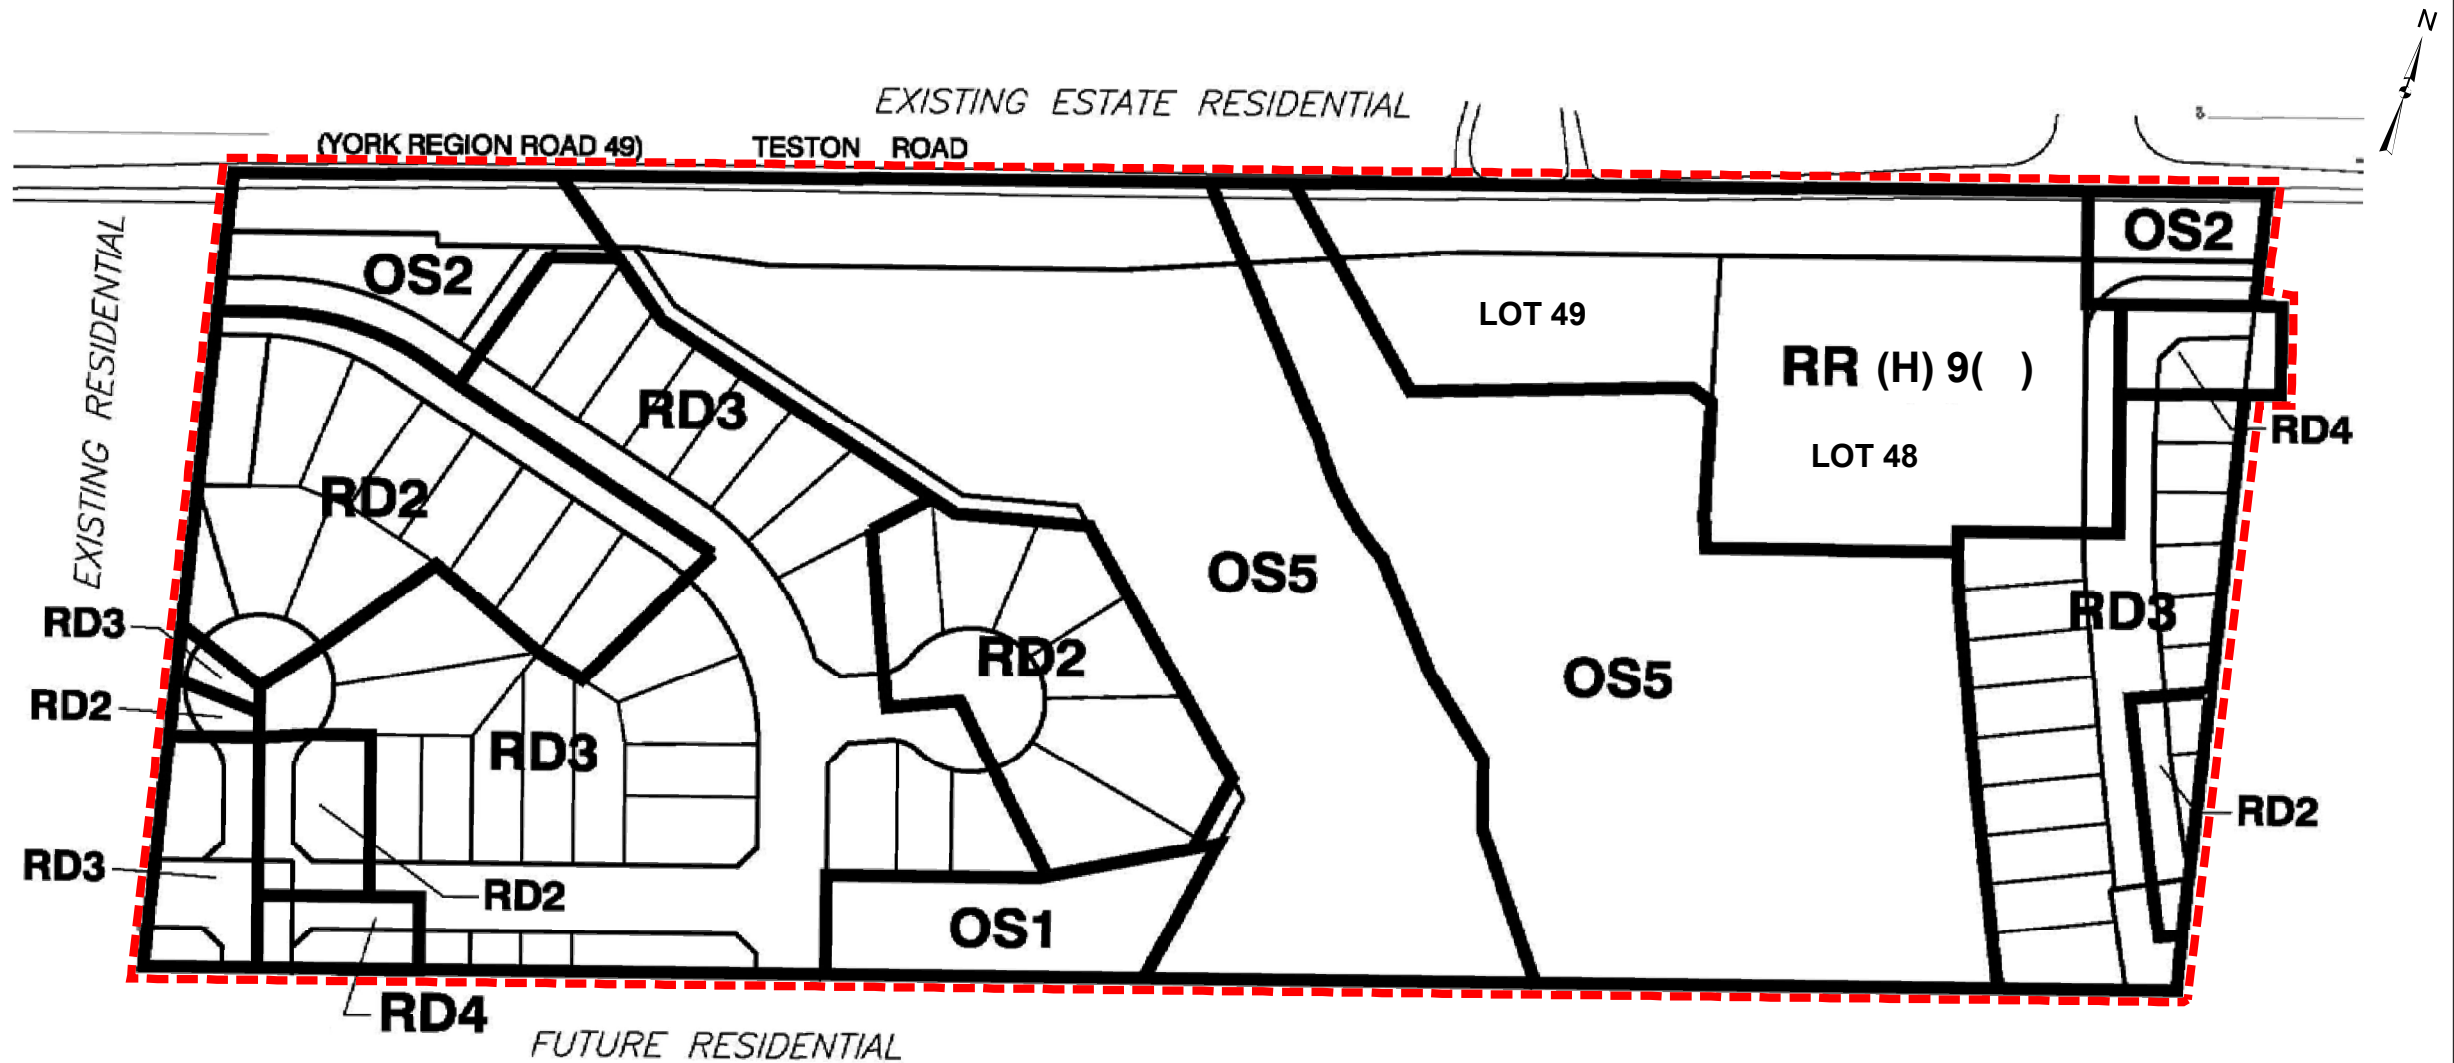 N
EXISTING ESTATE RESIDENTIAL
(YORK REGION ROAD 49) TESTON ROAD
OS2
OS2
EXISTING RESIDENTIAL
LOT 49
RR (H) 9( )
RD3
RD4
LOT 48
RD2
OS5
RD3
RD3
RD2
OS5
RD2
RD3
RD2
RD3
RD2
OS1
RD4
FUTURE RESIDENTIAL